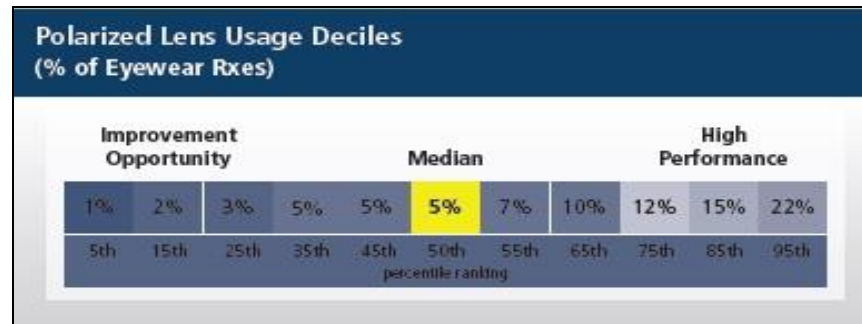 Polarized Lens Usage Deciles
(% of Eyewear Rxes)
Improvement Opportunity
Median
High Performance
1% 2% 3% 5% 5% 5% 7% 10% 12% 15% 22%
5th 15th 25th 35th 45th 50th 55th 65th 75th 85th 95th
percentile ranking